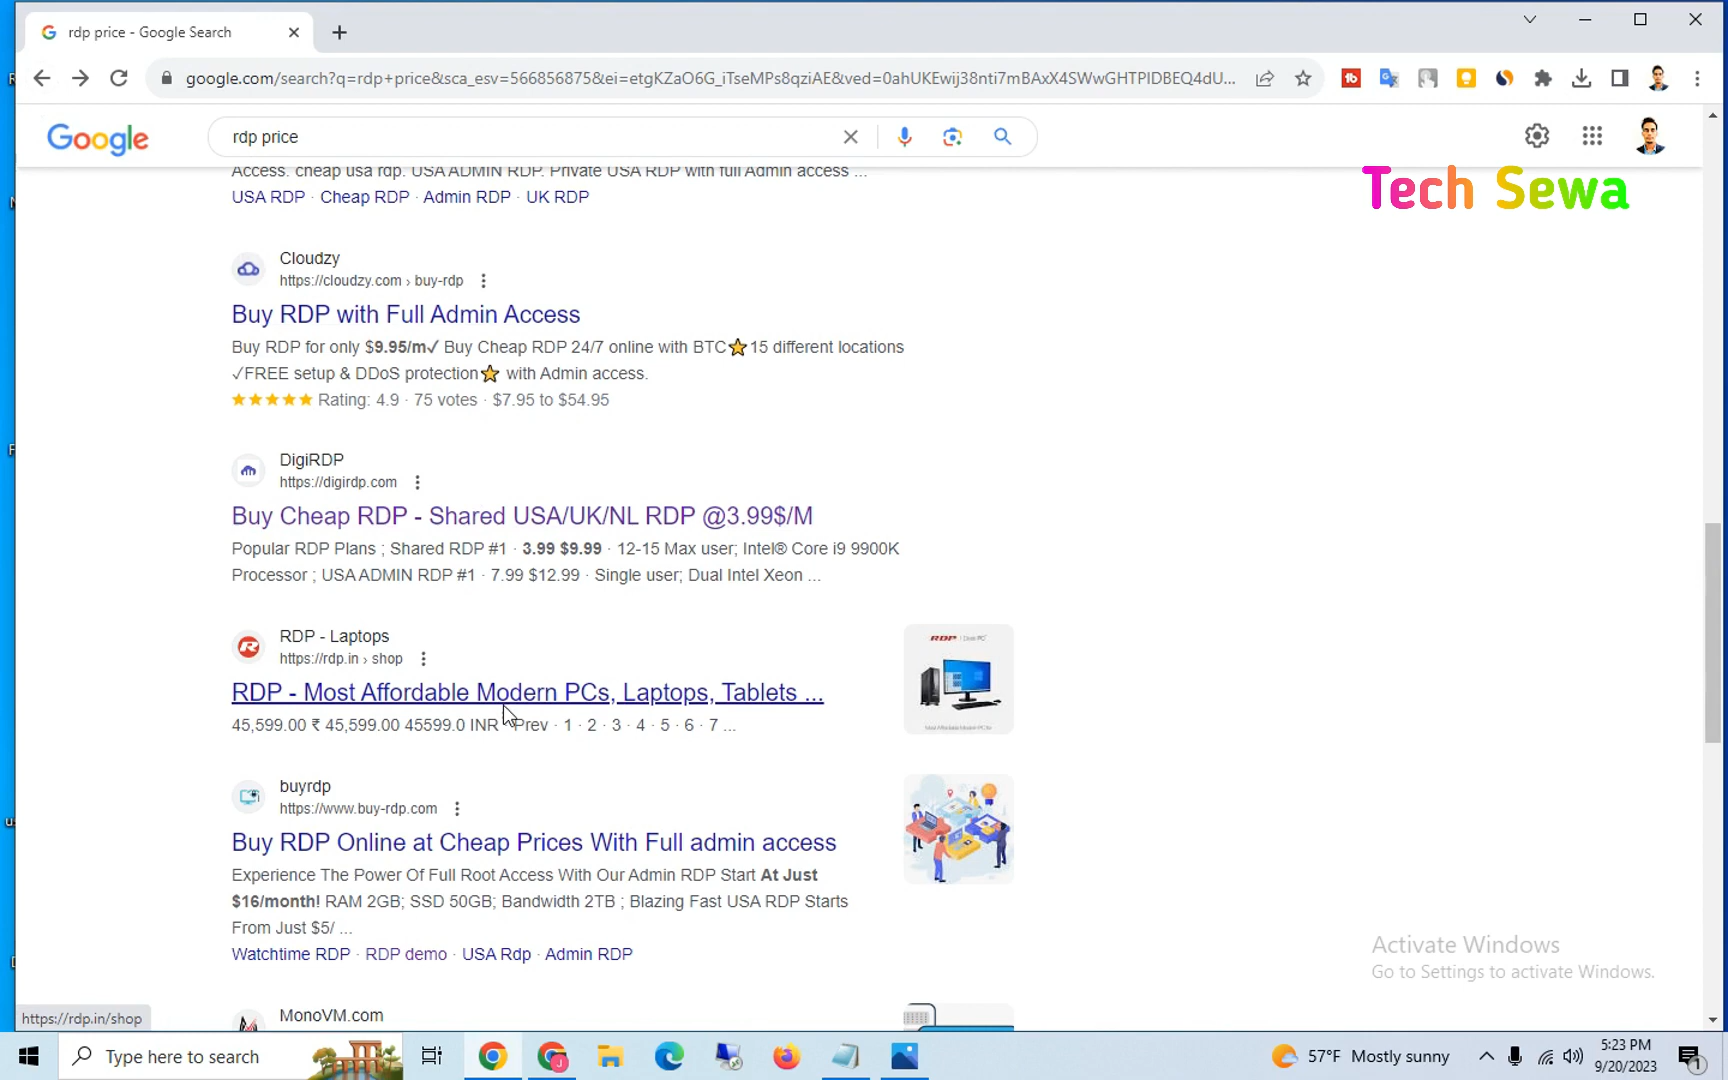 rdp price - Google Search
google.com/search?q=rdp+price&sca_esv=566856875&ei=etgKZaO6G_iTseMPs8qziAE&ved=0ahUKEwij38nti7mBAxX4SWwGHTPIDBEQ4dU...
Google
rdp price
Tech Sewa
Access. cheap usa rdp. USA ADMIN RDP. Private USA RDP with full Admin access ...
USA RDP · Cheap RDP · Admin RDP · UK RDP
Cloudzy
https://cloudzy.com › buy-rdp
Buy RDP with Full Admin Access
Buy RDP for only $9.95/m✓ Buy Cheap RDP 24/7 online with BTC⭐15 different locations
✓FREE setup & DDoS protection⭐ with Admin access.
Rating: 4.9 · 75 votes · $7.95 to $54.95
DigiRDP
https://digirdp.com
Buy Cheap RDP - Shared USA/UK/NL RDP @3.99$/M
Popular RDP Plans ; Shared RDP #1 · 3.99 $9.99 · 12-15 Max user; Intel® Core i9 9900K
Processor ; USA ADMIN RDP #1 · 7.99 $12.99 · Single user; Dual Intel Xeon ...
RDP - Laptops
https://rdp.in › shop
RDP - Most Affordable Modern PCs, Laptops, Tablets ...
45,599.00 ₹ 45,599.00 45599.0 INR · Prev · 1 · 2 · 3 · 4 · 5 · 6 · 7 ...
RDP
buyrdp
https://www.buy-rdp.com
Buy RDP Online at Cheap Prices With Full admin access
Experience The Power Of Full Root Access With Our Admin RDP Start At Just
$16/month! RAM 2GB; SSD 50GB; Bandwidth 2TB ; Blazing Fast USA RDP Starts
From Just $5/ ...
Watchtime RDP · RDP demo · USA Rdp · Admin RDP
MonoVM.com
Activate Windows
Go to Settings to activate Windows.
https://rdp.in/shop
Type here to search
57°F Mostly sunny
5:23 PM
9/20/2023
1